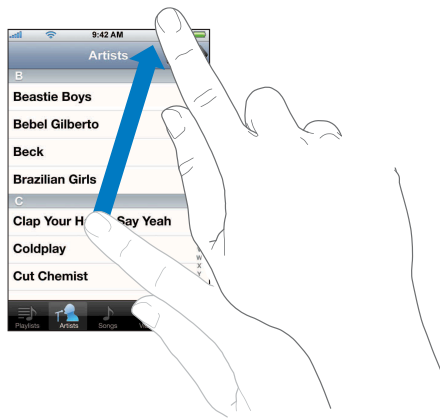 9:42 AM
Artists
B
Beastie Boys
Bebel Gilberto
Beck
Brazilian Girls
C
Clap Your H Say Yeah
Coldplay
W
X
Y
Cut Chemist
Playlists Artists Songs